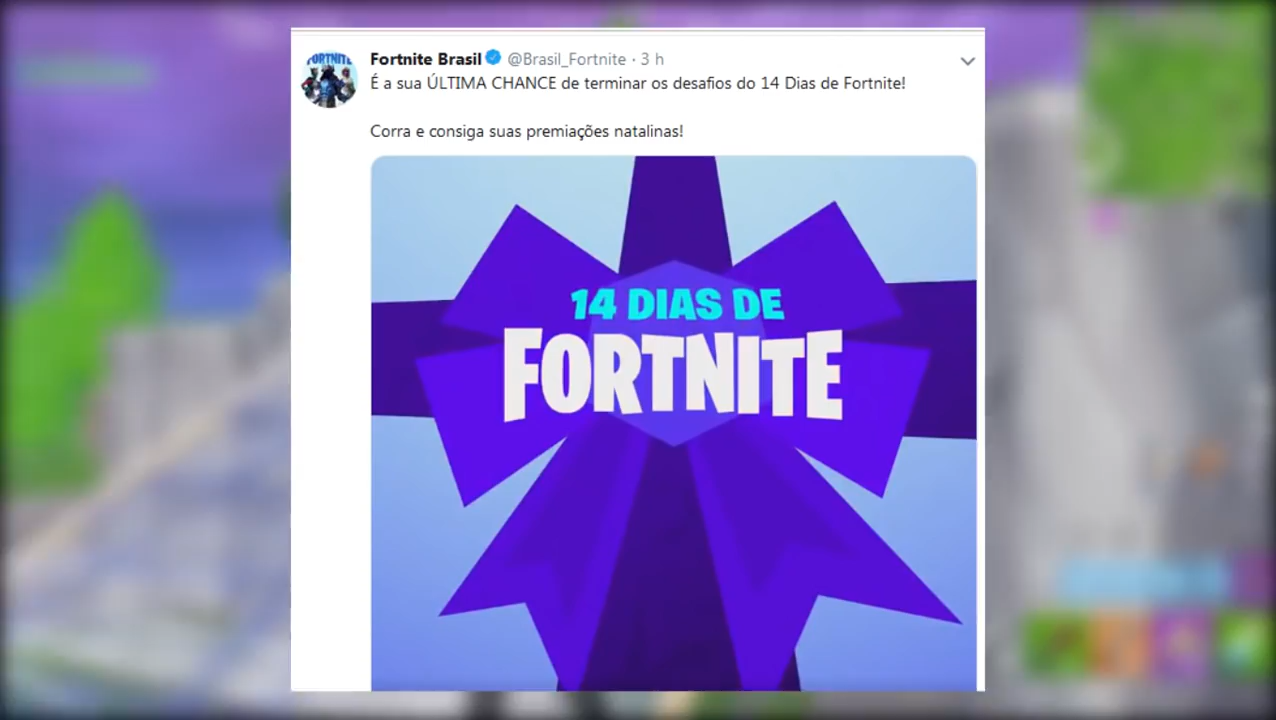 Fortnite Brasil @Brasil_Fortnite · 3 h
É a sua ÚLTIMA CHANCE de terminar os desafios do 14 Dias de Fortnite!
Corra e consiga suas premiações natalinas!
14 DIAS DE
FORTNITE
FORTNITE